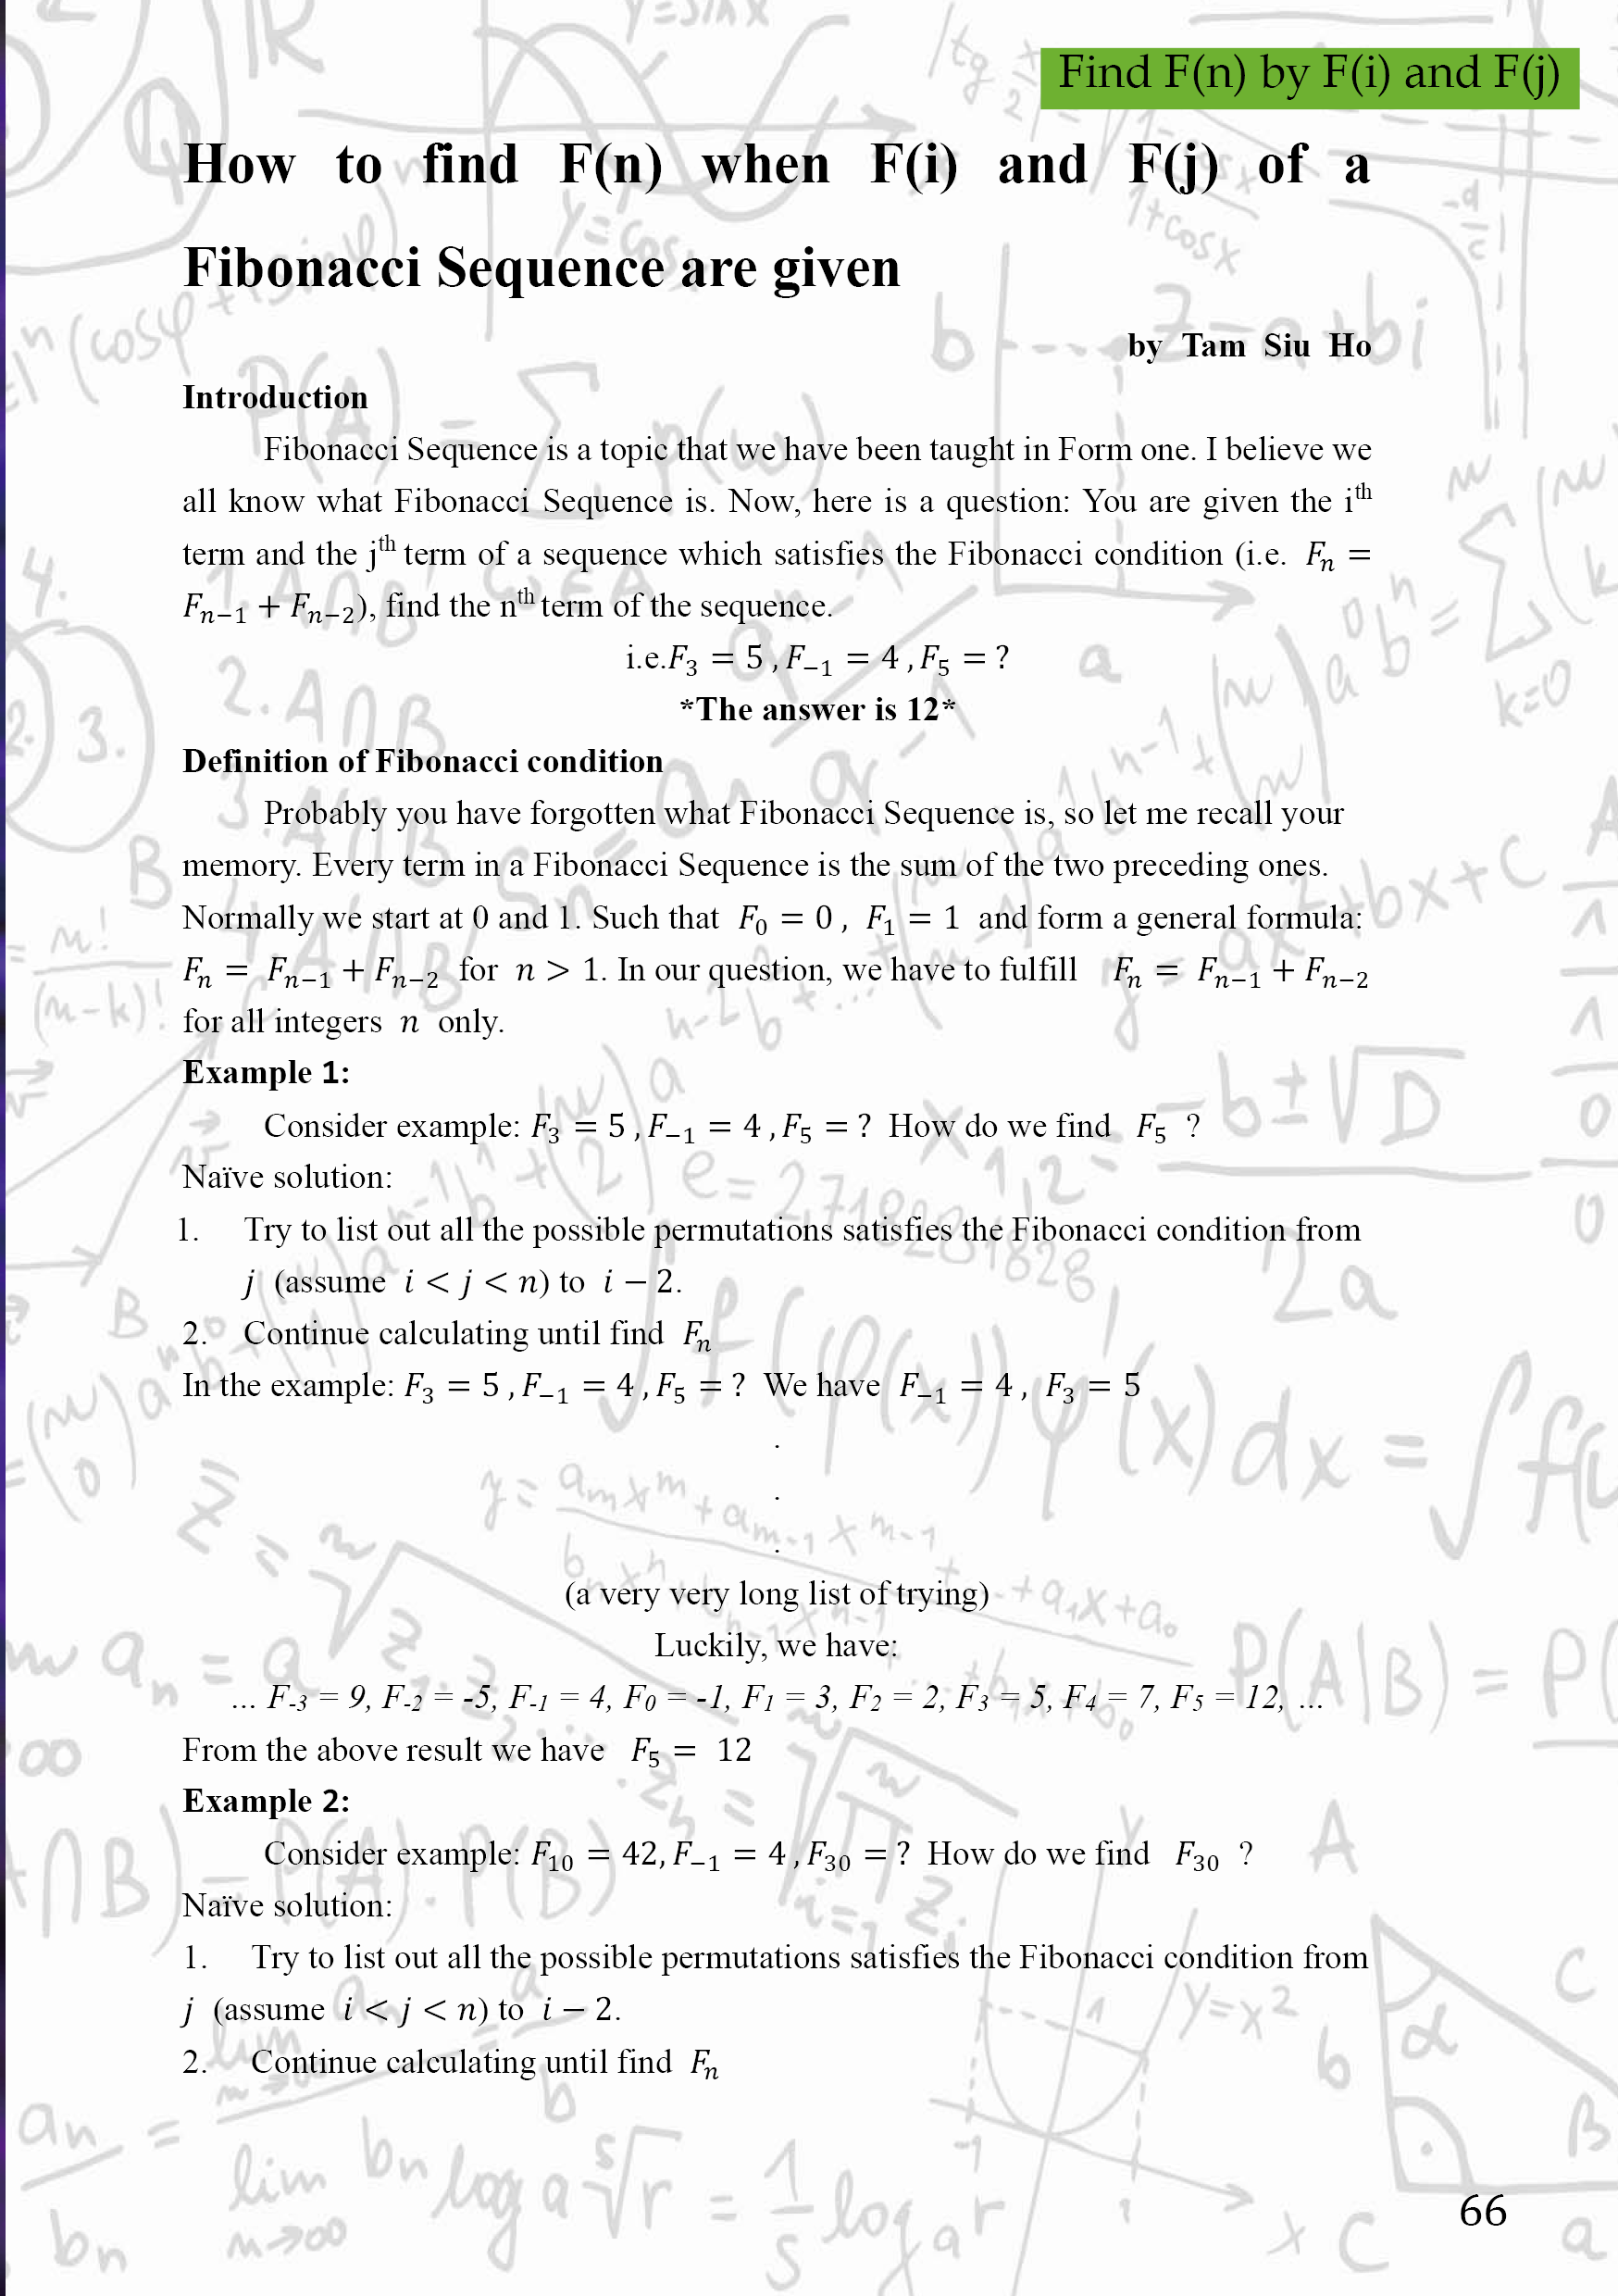 Find F(n) by F(i) and F(j)
How to find F(n) when F(i) and F(j) of a
Fibonacci Sequence are given
by Tam Siu Ho
Introduction
Fibonacci Sequence is a topic that we have been taught in Form one. I believe we
all know what Fibonacci Sequence is. Now, here is a question: You are given the i^th
term and the j^th term of a sequence which satisfies the Fibonacci condition (i.e. F_n =
F_{n−1} + F_{n−2}), find the n^th term of the sequence.
i.e.F_3 = 5 , F_{−1} = 4 , F_5 = ?
*The answer is 12*
Definition of Fibonacci condition
Probably you have forgotten what Fibonacci Sequence is, so let me recall your
memory. Every term in a Fibonacci Sequence is the sum of the two preceding ones.
Normally we start at 0 and 1. Such that F_0 = 0 , F_1 = 1 and form a general formula:
F_n = F_{n−1} + F_{n−2} for n > 1. In our question, we have to fulfill F_n = F_{n−1} + F_{n−2}
for all integers n only.
Example 1:
Consider example: F_3 = 5 , F_{−1} = 4 , F_5 = ? How do we find F_5 ?
Naïve solution:
1. Try to list out all the possible permutations satisfies the Fibonacci condition from
j (assume i < j < n) to i − 2.
2. Continue calculating until find F_n
In the example: F_3 = 5 , F_{−1} = 4 , F_5 = ? We have F_{−1} = 4 , F_3 = 5
.
.
.
(a very very long list of trying)
Luckily, we have:
... F_{-3} = 9, F_{-2} = -5, F_{-1} = 4, F_0 = -1, F_1 = 3, F_2 = 2, F_3 = 5, F_4 = 7, F_5 = 12, ...
From the above result we have F_5 = 12
Example 2:
Consider example: F_{10} = 42, F_{−1} = 4 , F_{30} = ? How do we find F_{30} ?
Naïve solution:
1. Try to list out all the possible permutations satisfies the Fibonacci condition from
j (assume i < j < n) to i − 2.
2. Continue calculating until find F_n
66